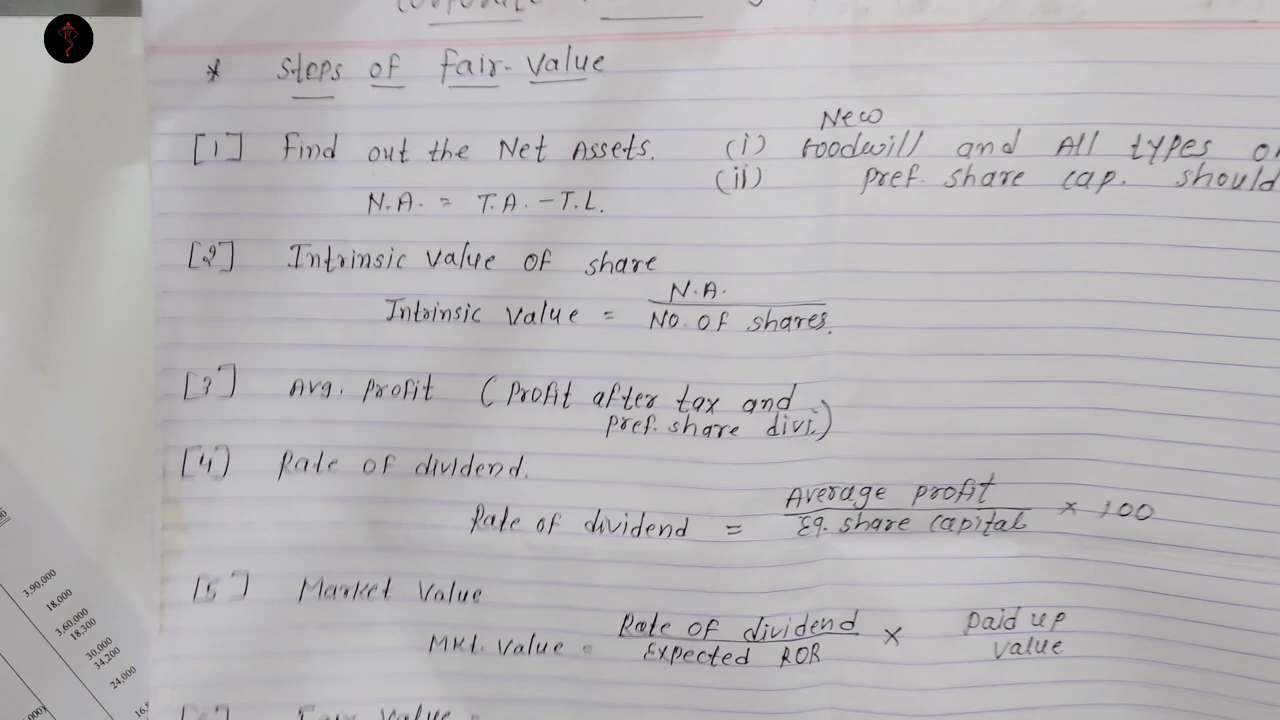 * Steps of fair-value
New
[1] Find out the Net Assets. (i) Goodwill and All types
(ii) pref. share cap. should
N.A. = T.A. - T.L.
[2] Intrinsic value of share
Intrinsic value = N.A.
No. of shares.
[3] Avg. profit (Profit after tax and
pref. share divi.)
[4] Rate of dividend.
Rate of dividend = Average profit × 100
Eq. share capital
[5] Market value
Mkt. value = Rate of dividend × Paid up
Expected ROR value
Fair value =
3,90,000
18,000
3,60,000
18,300
30,000
34,200
24,000